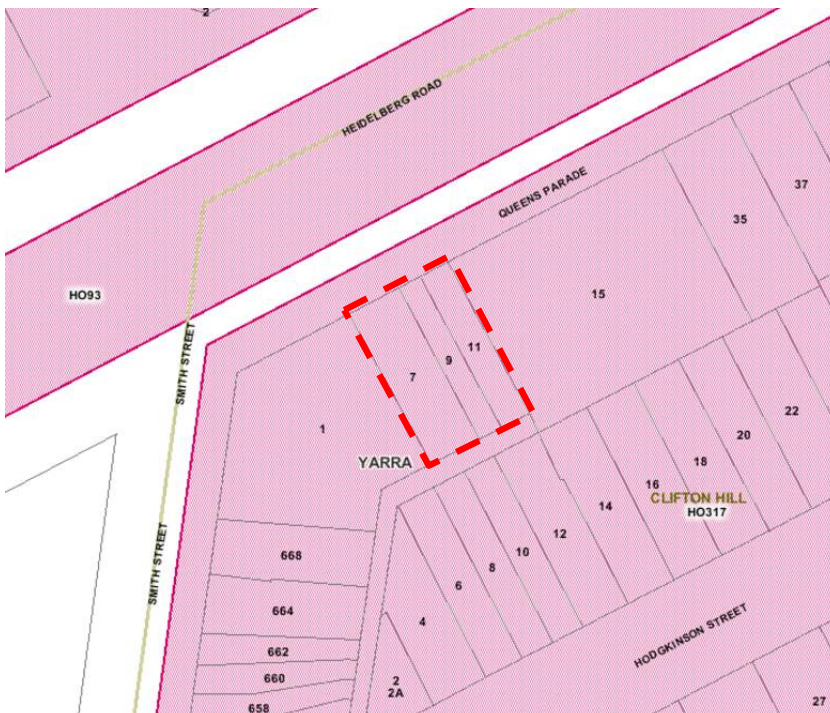 2
HEIDELBERG ROAD
QUEENS PARADE
37
35
HO93
15
SMITH STREET
11
9
7
1
YARRA
22
20
18
16
CLIFTON HILL
HO317
14
12
10
8
6
4
668
SMITH STREET
664
HODGKINSON STREET
662
660
2
2A
658
27